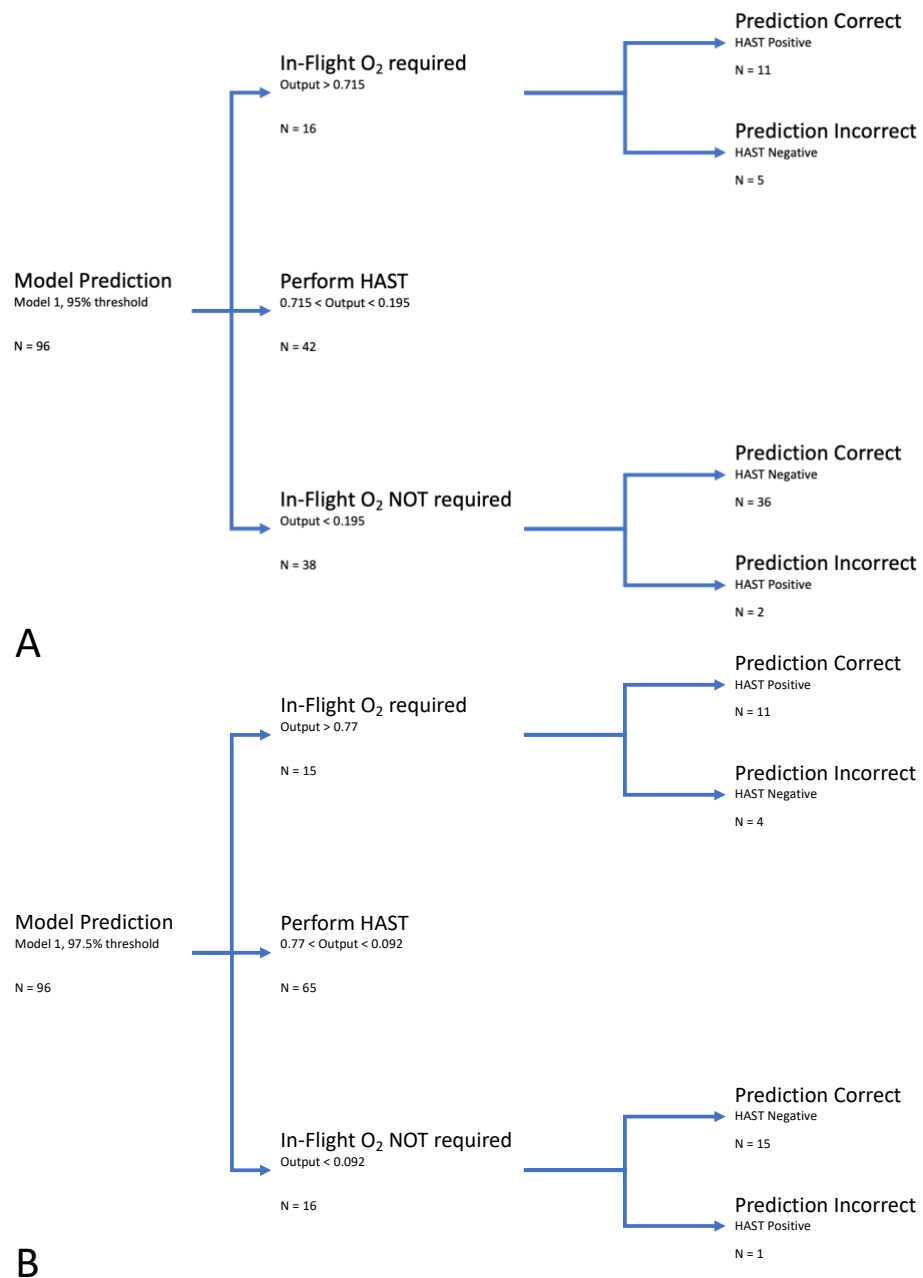 In-Flight O₂ required
Output > 0.715
N = 16
Prediction Correct
HAST Positive
N = 11
Prediction Incorrect
HAST Negative
N = 5
Model Prediction
Model 1, 95% threshold
N = 96
Perform HAST
0.715 < Output < 0.195
N = 42
In-Flight O₂ NOT required
Output < 0.195
N = 38
Prediction Correct
HAST Negative
N = 36
Prediction Incorrect
HAST Positive
N = 2
A
In-Flight O₂ required
Output > 0.77
N = 15
Prediction Correct
HAST Positive
N = 11
Prediction Incorrect
HAST Negative
N = 4
Model Prediction
Model 1, 97.5% threshold
N = 96
Perform HAST
0.77 < Output < 0.092
N = 65
In-Flight O₂ NOT required
Output < 0.092
N = 16
Prediction Correct
HAST Negative
N = 15
Prediction Incorrect
HAST Positive
N = 1
B